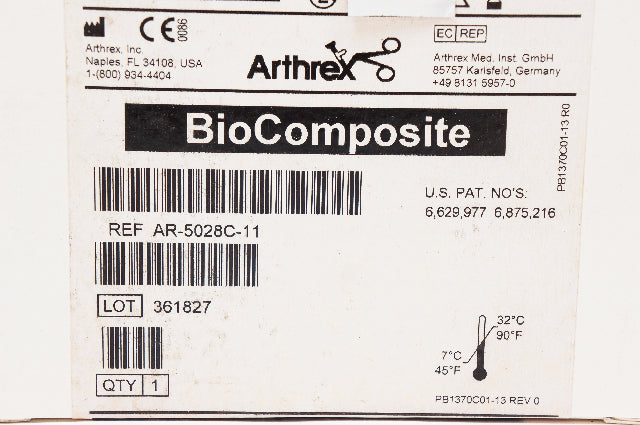 0086
Arthrex, Inc.
Naples, FL 34108, USA
1-(800) 934-4404
Arthrex
EC REP
Arthrex Med. Inst. GmbH
85757 Karlsfeld, Germany
+49 8131 5957-0
BioComposite
PB1370C01-13 R0
U.S. PAT. NO'S:
6,629,977 6,875,216
REF AR-5028C-11
LOT 361827
32°C
90°F
7°C
45°F
QTY 1
PB1370C01-13 REV 0